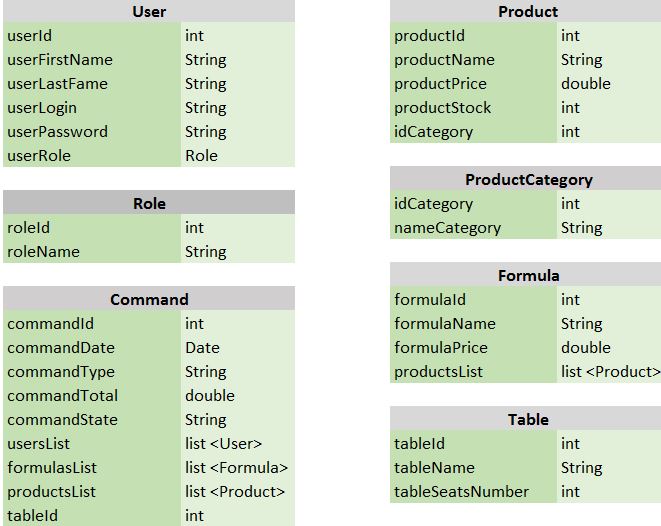 User
userId int
userFirstName String
userLastFame String
userLogin String
userPassword String
userRole Role
Role
roleId int
roleName String
Command
commandId int
commandDate Date
commandType String
commandTotal double
commandState String
usersList list <User>
formulasList list <Formula>
productsList list <Product>
tableId int
Product
productId int
productName String
productPrice double
productStock int
idCategory int
ProductCategory
idCategory int
nameCategory String
Formula
formulaId int
formulaName String
formulaPrice double
productsList list <Product>
Table
tableId int
tableName String
tableSeatsNumber int